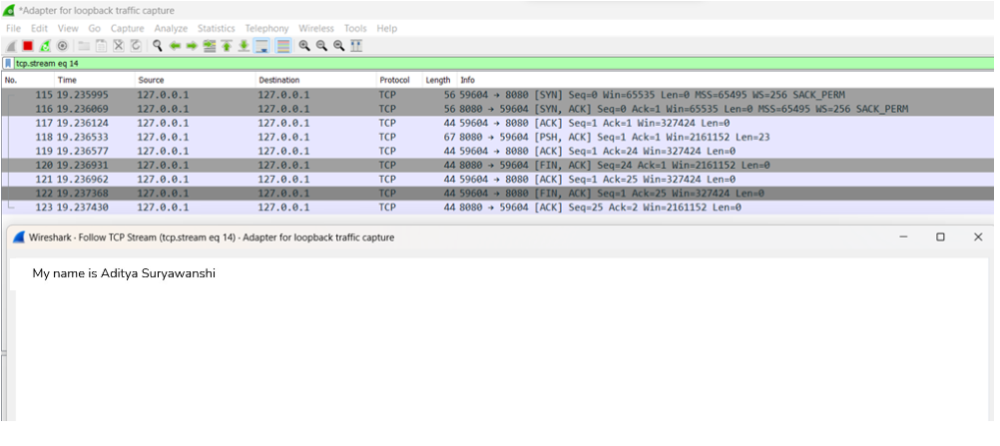 *Adapter for loopback traffic capture
File Edit View Go Capture Analyze Statistics Telephony Wireless Tools Help
tcp.stream eq 14
No. Time Source Destination Protocol Length Info
115 19.235995 127.0.0.1 127.0.0.1 TCP 56 59604 → 8080 [SYN] Seq=0 Win=65535 Len=0 MSS=65495 WS=256 SACK_PERM
116 19.236069 127.0.0.1 127.0.0.1 TCP 56 8080 → 59604 [SYN, ACK] Seq=0 Ack=1 Win=65535 Len=0 MSS=65495 WS=256 SACK_PERM
117 19.236124 127.0.0.1 127.0.0.1 TCP 44 59604 → 8080 [ACK] Seq=1 Ack=1 Win=327424 Len=0
118 19.236533 127.0.0.1 127.0.0.1 TCP 67 8080 → 59604 [PSH, ACK] Seq=1 Ack=1 Win=2161152 Len=23
119 19.236577 127.0.0.1 127.0.0.1 TCP 44 59604 → 8080 [ACK] Seq=1 Ack=24 Win=327424 Len=0
120 19.236931 127.0.0.1 127.0.0.1 TCP 44 8080 → 59604 [FIN, ACK] Seq=24 Ack=1 Win=2161152 Len=0
121 19.236962 127.0.0.1 127.0.0.1 TCP 44 59604 → 8080 [ACK] Seq=1 Ack=25 Win=327424 Len=0
122 19.237368 127.0.0.1 127.0.0.1 TCP 44 59604 → 8080 [FIN, ACK] Seq=1 Ack=25 Win=327424 Len=0
123 19.237430 127.0.0.1 127.0.0.1 TCP 44 8080 → 59604 [ACK] Seq=25 Ack=2 Win=2161152 Len=0
Wireshark · Follow TCP Stream (tcp.stream eq 14) · Adapter for loopback traffic capture
My name is Aditya Suryawanshi